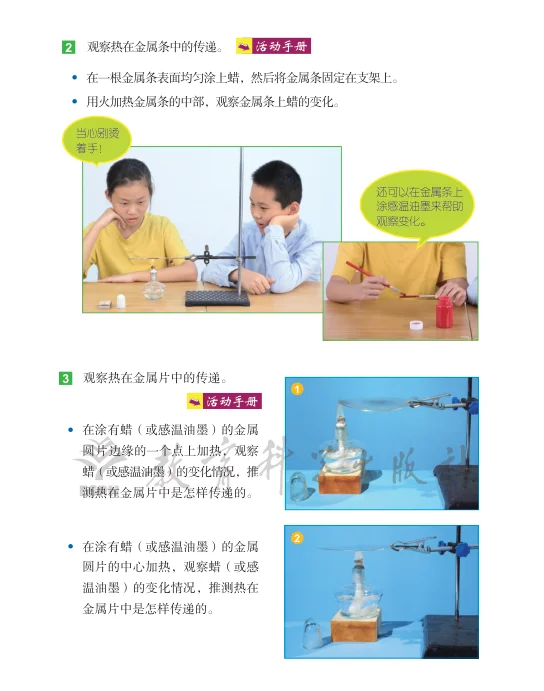 2 观察热在金属条中的传递。 活动手册
• 在一根金属条表面均匀涂上蜡，然后将金属条固定在支架上。
• 用火加热金属条的中部，观察金属条上蜡的变化。
当心别烫
着手！
还可以在金属条上
涂感温油墨来帮助
观察变化。
3 观察热在金属片中的传递。
活动手册
• 在涂有蜡（或感温油墨）的金属
圆片边缘的一个点上加热，观察
蜡（或感温油墨）的变化情况，推
测热在金属片中是怎样传递的。
1
• 在涂有蜡（或感温油墨）的金属
圆片的中心加热，观察蜡（或感
温油墨）的变化情况，推测热在
金属片中是怎样传递的。
2
教育科学出版社